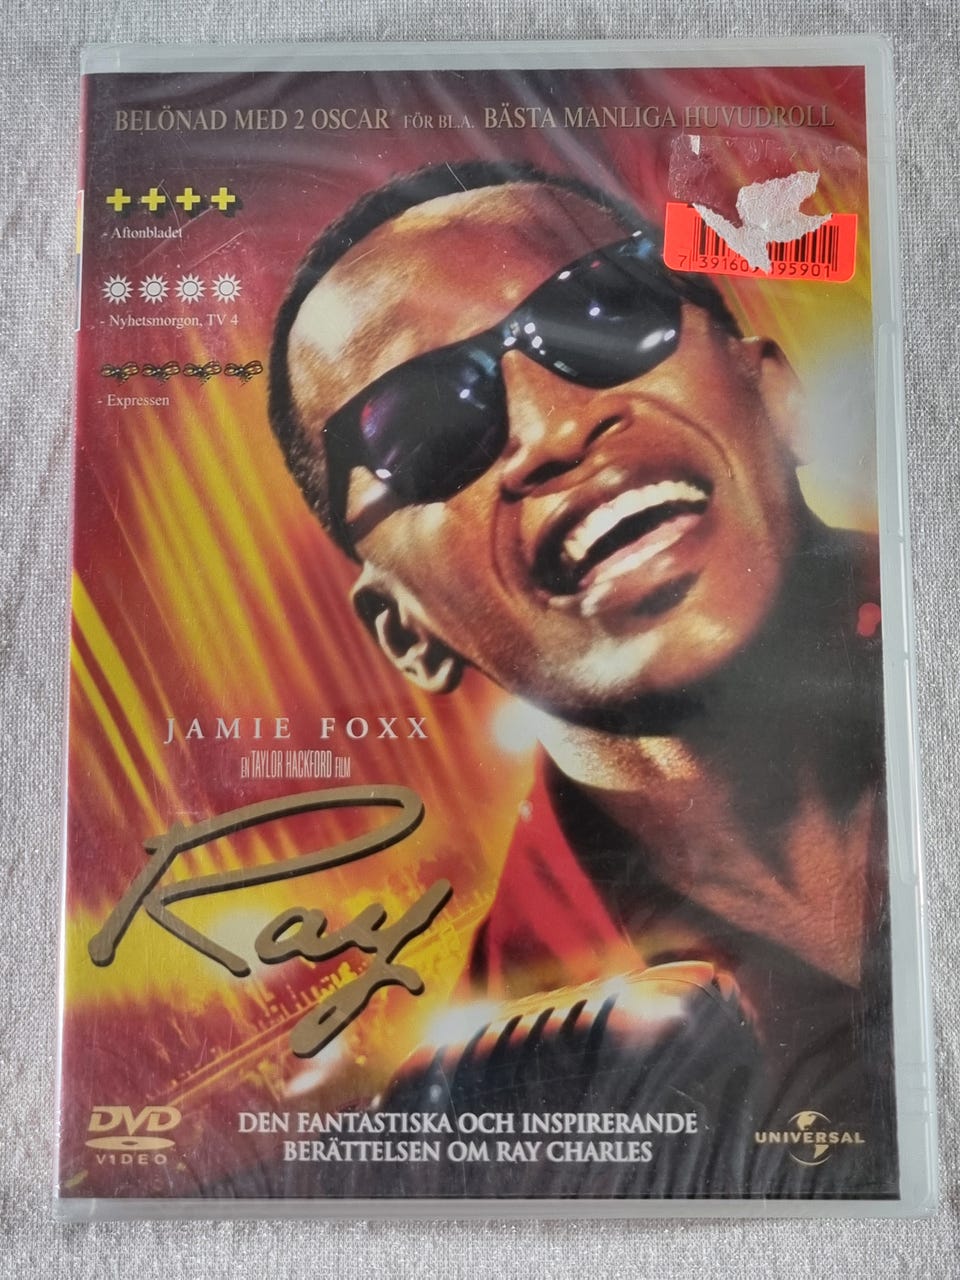 BELÖNAD MED 2 OSCAR FÖR BL.A. BÄSTA MANLIGA HUVUDROLL
- Aftonbladet
- Nyhetsmorgon, TV 4
- Expressen
JAMIE FOXX
EN TAYLOR HACKFORD FILM
Ray
DVD
VIDEO
DEN FANTASTISKA OCH INSPIRERANDE
BERÄTTELSEN OM RAY CHARLES
UNIVERSAL